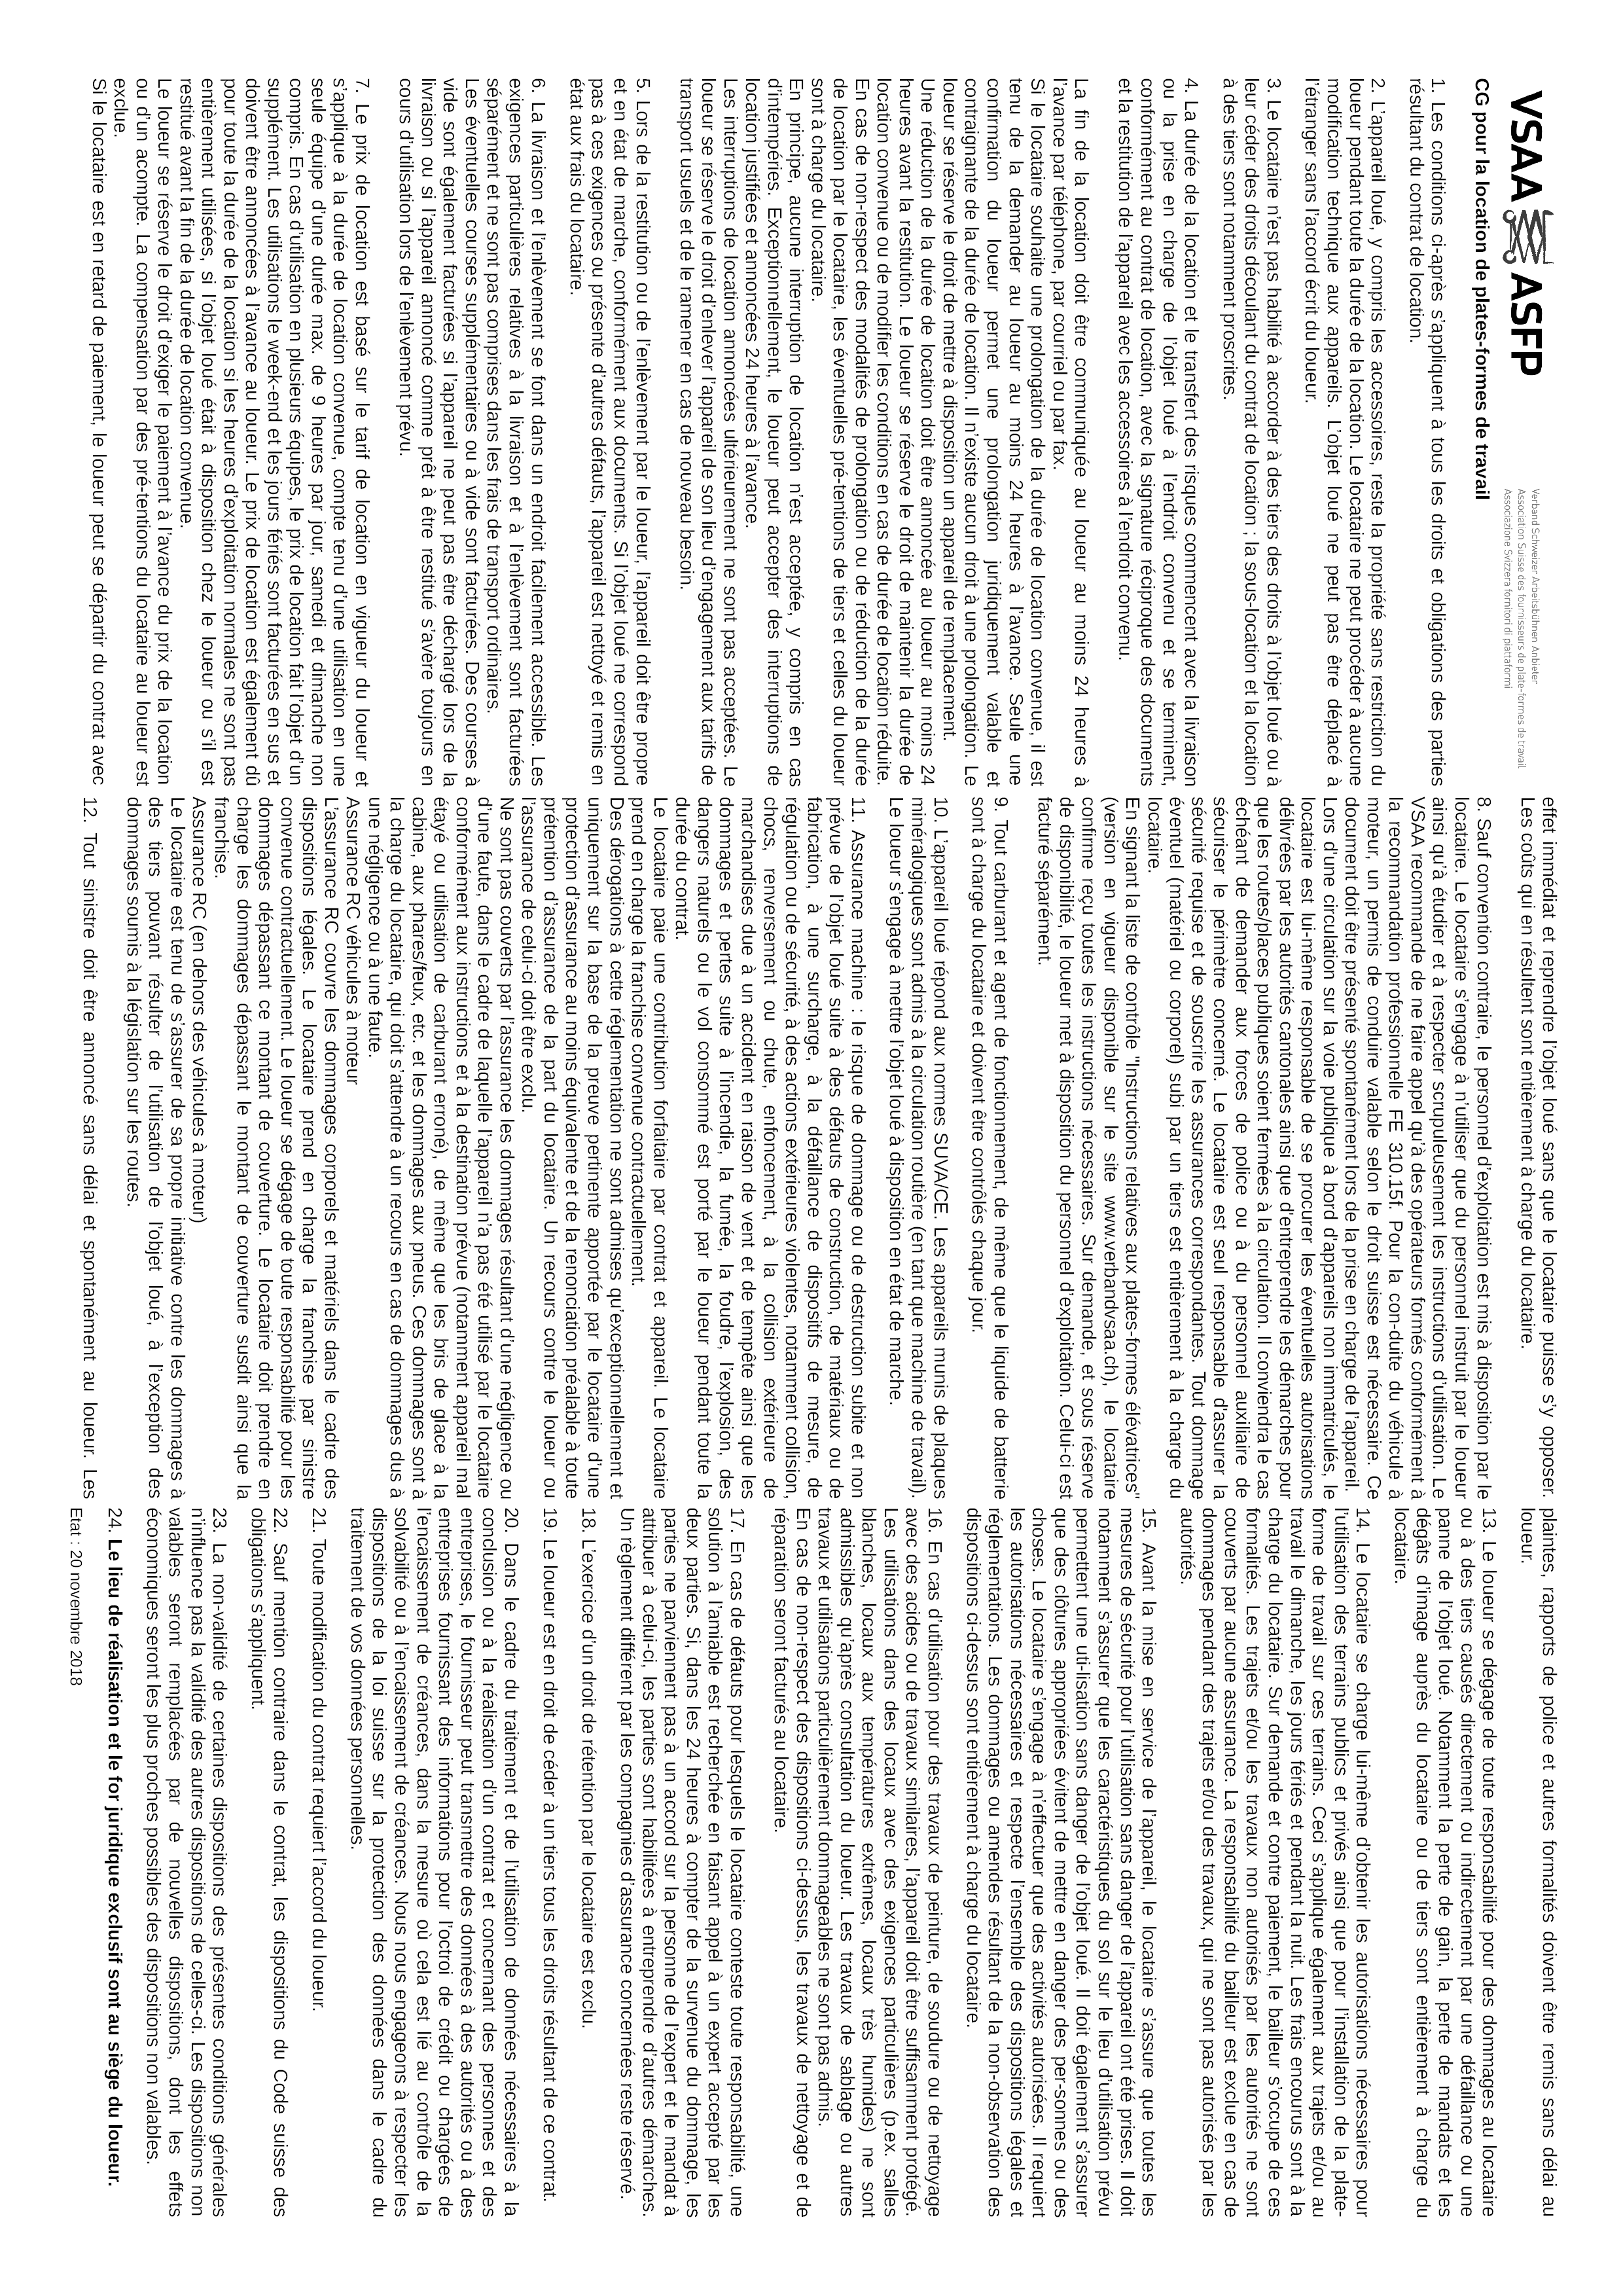 VSAA ASFP
Verband Schweizer Arbeitsbühnen Anbieter
Association Suisse des fournisseurs de plate-formes de travail
Associazione Svizzera fornitori di piattaformi
CG pour la location de plates-formes de travail
1. Les conditions ci-après s'appliquent à tous les droits et obligations des parties
résultant du contrat de location.
2. L'appareil loué, y compris les accessoires, reste la propriété sans restriction du
loueur pendant toute la durée de la location. Le locataire ne peut procéder à aucune
modification technique aux appareils. L'objet loué ne peut pas être déplacé à
l'étranger sans l'accord écrit du loueur.
3. Le locataire n'est pas habilité à accorder à des tiers des droits à l'objet loué ou à
leur céder des droits découlant du contrat de location ; la sous-location et la location
à des tiers sont notamment proscrites.
4. La durée de la location et le transfert des risques commencent avec la livraison
ou la prise en charge de l'objet loué à l'endroit convenu et se terminent,
conformément au contrat de location, avec la signature réciproque des documents
et la restitution de l'appareil avec les accessoires à l'endroit convenu.
La fin de la location doit être communiquée au loueur au moins 24 heures à
l'avance par téléphone, par courriel ou par fax.
Si le locataire souhaite une prolongation de la durée de location convenue, il est
tenu de la demander au loueur au moins 24 heures à l'avance. Seule une
confirmation du loueur permet une prolongation juridiquement valable et
contraignante de la durée de location. Il n'existe aucun droit à une prolongation. Le
loueur se réserve le droit de mettre à disposition un appareil de remplacement.
Une réduction de la durée de location doit être annoncée au loueur au moins 24
heures avant la restitution. Le loueur se réserve le droit de maintenir la durée de
location convenue ou de modifier les conditions en cas de durée de location réduite.
En cas de non-respect des modalités de prolongation ou de réduction de la durée
de location par le locataire, les éventuelles pré-tentions de tiers et celles du loueur
sont à charge du locataire.
En principe, aucune interruption de location n'est acceptée, y compris en cas
d'intempéries. Exceptionnellement, le loueur peut accepter des interruptions de
location justifiées et annoncées 24 heures à l'avance.
Les interruptions de location annoncées ultérieurement ne sont pas acceptées. Le
loueur se réserve le droit d'enlever l'appareil de son lieu d'engagement aux tarifs de
transport usuels et de le ramener en cas de nouveau besoin.
5. Lors de la restitution ou de l'enlèvement par le loueur, l'appareil doit être propre
et en état de marche, conformément aux documents. Si l'objet loué ne correspond
pas à ces exigences ou présente d'autres défauts, l'appareil est nettoyé et remis en
état aux frais du locataire.
6. La livraison et l'enlèvement se font dans un endroit facilement accessible. Les
exigences particulières relatives à la livraison et à l'enlèvement sont facturées
séparément et ne sont pas comprises dans les frais de transport ordinaires.
Les éventuelles courses supplémentaires ou à vide sont facturées. Des courses à
vide sont également facturées si l'appareil ne peut pas être déchargé lors de la
livraison ou si l'appareil annoncé comme prêt à être restitué s'avère toujours en
cours d'utilisation lors de l'enlèvement prévu.
7. Le prix de location est basé sur le tarif de location en vigueur du loueur et
s'applique à la durée de location convenue, compte tenu d'une utilisation en une
seule équipe d'une durée max. de 9 heures par jour, samedi et dimanche non
compris. En cas d'utilisation en plusieurs équipes, le prix de location fait l'objet d'un
supplément. Les utilisations le week-end et les jours fériés sont facturées en sus et
doivent être annoncées à l'avance au loueur. Le prix de location est également dû
pour toute la durée de la location si les heures d'exploitation normales ne sont pas
entièrement utilisées, si l'objet loué était à disposition chez le loueur ou s'il est
restitué avant la fin de la durée de location convenue.
Le loueur se réserve le droit d'exiger le paiement à l'avance du prix de la location
ou d'un acompte. La compensation par des pré-tentions du locataire au loueur est
exclue.
Si le locataire est en retard de paiement, le loueur peut se départir du contrat avec
effet immédiat et reprendre l'objet loué sans que le locataire puisse s'y opposer.
Les coûts qui en résultent sont entièrement à charge du locataire.
8. Sauf convention contraire, le personnel d'exploitation est mis à disposition par le
locataire. Le locataire s'engage à n'utiliser que du personnel instruit par le loueur
ainsi qu'à étudier et à respecter scrupuleusement les instructions d'utilisation. Le
VSAA recommande de ne faire appel qu'à des opérateurs formés conformément à
la recommandation professionnelle FE 310.15f. Pour la con-duite du véhicule à
moteur, un permis de conduire valable selon le droit suisse est nécessaire. Ce
document doit être présenté spontanément lors de la prise en charge de l'appareil.
Lors d'une circulation sur la voie publique à bord d'appareils non immatriculés, le
locataire est lui-même responsable de se procurer les éventuelles autorisations
délivrées par les autorités cantonales ainsi que d'entreprendre les démarches pour
que les routes/places publiques soient fermées à la circulation. Il conviendra le cas
échéant de demander aux forces de police ou à du personnel auxiliaire de
sécuriser le périmètre concerné. Le locataire est seul responsable d'assurer la
sécurité requise et de souscrire les assurances correspondantes. Tout dommage
éventuel (matériel ou corporel) subi par un tiers est entièrement à la charge du
locataire.
En signant la liste de contrôle "Instructions relatives aux plates-formes élévatrices"
(version en vigueur disponible sur le site www.verbandvsaa.ch), le locataire
confirme reçu toutes les instructions nécessaires. Sur demande, et sous réserve
de disponibilité, le loueur met à disposition du personnel d'exploitation. Celui-ci est
facturé séparément.
9. Tout carburant et agent de fonctionnement, de même que le liquide de batterie
sont à charge du locataire et doivent être contrôlés chaque jour.
10. L'appareil loué répond aux normes SUVA/CE. Les appareils munis de plaques
minéralogiques sont admis à la circulation routière (en tant que machine de travail).
Le loueur s'engage à mettre l'objet loué à disposition en état de marche.
11. Assurance machine : le risque de dommage ou de destruction subite et non
prévue de l'objet loué suite à des défauts de construction, de matériaux ou de
fabrication, à une surcharge, à la défaillance de dispositifs de mesure, de
régulation ou de sécurité, à des actions extérieures violentes, notamment collision,
chocs, renversement ou chute, enfoncement, à la collision extérieure de
marchandises due à un accident en raison de vent et de tempête ainsi que les
dommages et pertes suite à l'incendie, la fumée, la foudre, l'explosion, des
dangers naturels ou le vol consommé est porté par le loueur pendant toute la
durée du contrat.
Le locataire paie une contribution forfaitaire par contrat et appareil. Le locataire
prend en charge la franchise convenue contractuellement.
Des dérogations à cette réglementation ne sont admises qu'exceptionnellement et
uniquement sur la base de la preuve pertinente apportée par le locataire d'une
protection d'assurance au moins équivalente et de la renonciation préalable à toute
prétention d'assurance de la part du locataire. Un recours contre le loueur ou
l'assurance de celui-ci doit être exclu.
Ne sont pas couverts par l'assurance les dommages résultant d'une négligence ou
d'une faute, dans le cadre de laquelle l'appareil n'a pas été utilisé par le locataire
conformément aux instructions et à la destination prévue (notamment appareil mal
étayé ou utilisation de carburant erroné), de même que les bris de glace à la
cabine, aux phares/feux, etc. et les dommages aux pneus. Ces dommages sont à
la charge du locataire, qui doit s'attendre à un recours en cas de dommages dus à
une négligence ou à une faute.
Assurance RC véhicules à moteur
L'assurance RC couvre les dommages corporels et matériels dans le cadre des
dispositions légales. Le locataire prend en charge la franchise par sinistre
convenue contractuellement. Le loueur se dégage de toute responsabilité pour les
dommages dépassant ce montant de couverture. Le locataire doit prendre en
charge les dommages dépassant le montant de couverture susdit ainsi que la
franchise.
Assurance RC (en dehors des véhicules à moteur)
Le locataire est tenu de s'assurer de sa propre initiative contre les dommages à
des tiers pouvant résulter de l'utilisation de l'objet loué, à l'exception des
dommages soumis à la législation sur les routes.
12. Tout sinistre doit être annoncé sans délai et spontanément au loueur. Les
plaintes, rapports de police et autres formalités doivent être remis sans délai au
loueur.
13. Le loueur se dégage de toute responsabilité pour des dommages au locataire
ou à des tiers causés directement ou indirectement par une défaillance ou une
panne de l'objet loué. Notamment la perte de gain, la perte de mandats et les
dégâts d'image auprès du locataire ou de tiers sont entièrement à charge du
locataire.
14. Le locataire se charge lui-même d'obtenir les autorisations nécessaires pour
l'utilisation des terrains publics et privés ainsi que pour l'installation de la plate-
forme de travail sur ces terrains. Ceci s'applique également aux trajets et/ou au
travail le dimanche, les jours fériés et pendant la nuit. Les frais encourus sont à la
charge du locataire. Sur demande et contre paiement, le bailleur s'occupe de ces
formalités. Les trajets et/ou les travaux non autorisés par les autorités ne sont
couverts par aucune assurance. La responsabilité du bailleur est exclue en cas de
dommages pendant des trajets et/ou des travaux, qui ne sont pas autorisés par les
autorités.
15. Avant la mise en service de l'appareil, le locataire s'assure que toutes les
mesures de sécurité pour l'utilisation sans danger de l'appareil ont été prises. Il doit
notamment s'assurer que les caractéristiques du sol sur le lieu d'utilisation prévu
permettent une uti-lisation sans danger de l'objet loué. Il doit également s'assurer
que des clôtures appropriées évitent de mettre en danger des per-sonnes ou des
choses. Le locataire s'engage à n'effectuer que des activités autorisées. Il requiert
les autorisations nécessaires et respecte l'ensemble des dispositions légales et
réglementations. Les dommages ou amendes résultant de la non-observation des
dispositions ci-dessus sont entièrement à charge du locataire.
16. En cas d'utilisation pour des travaux de peinture, de soudure ou de nettoyage
avec des acides ou de travaux similaires, l'appareil doit être suffisamment protégé.
Les utilisations dans des locaux avec des exigences particulières (p.ex. salles
blanches, locaux aux températures extrêmes, locaux très humides) ne sont
admissibles qu'après consultation du loueur. Les travaux de sablage ou autres
travaux et utilisations particulièrement dommageables ne sont pas admis.
En cas de non-respect des dispositions ci-dessus, les travaux de nettoyage et de
réparation seront facturés au locataire.
17. En cas de défauts pour lesquels le locataire conteste toute responsabilité, une
solution à l'amiable est recherchée en faisant appel à un expert accepté par les
deux parties. Si, dans les 24 heures à compter de la survenue du dommage, les
parties ne parviennent pas à un accord sur la personne de l'expert et le mandat à
attribuer à celui-ci, les parties sont habilitées à entreprendre d'autres démarches.
Un règlement différent par les compagnies d'assurance concernées reste réservé.
18. L'exercice d'un droit de rétention par le locataire est exclu.
19. Le loueur est en droit de céder à un tiers tous les droits résultant de ce contrat.
20. Dans le cadre du traitement et de l'utilisation de données nécessaires à la
conclusion ou à la réalisation d'un contrat et concernant des personnes et des
entreprises, le fournisseur peut transmettre des données à des autorités ou à des
entreprises fournissant des informations pour l'octroi de crédit ou chargées de
l'encaissement de créances, dans la mesure où cela est lié au contrôle de la
solvabilité ou à l'encaissement de créances. Nous nous engageons à respecter les
dispositions de la loi suisse sur la protection des données dans le cadre du
traitement de vos données personnelles.
21. Toute modification du contrat requiert l'accord du loueur.
22. Sauf mention contraire dans le contrat, les dispositions du Code suisse des
obligations s'appliquent.
23. La non-validité de certaines dispositions des présentes conditions générales
n'influence pas la validité des autres dispositions de celles-ci. Les dispositions non
valables seront remplacées par de nouvelles dispositions, dont les effets
économiques seront les plus proches possibles des dispositions non valables.
24. Le lieu de réalisation et le for juridique exclusif sont au siège du loueur.
Etat : 20 novembre 2018